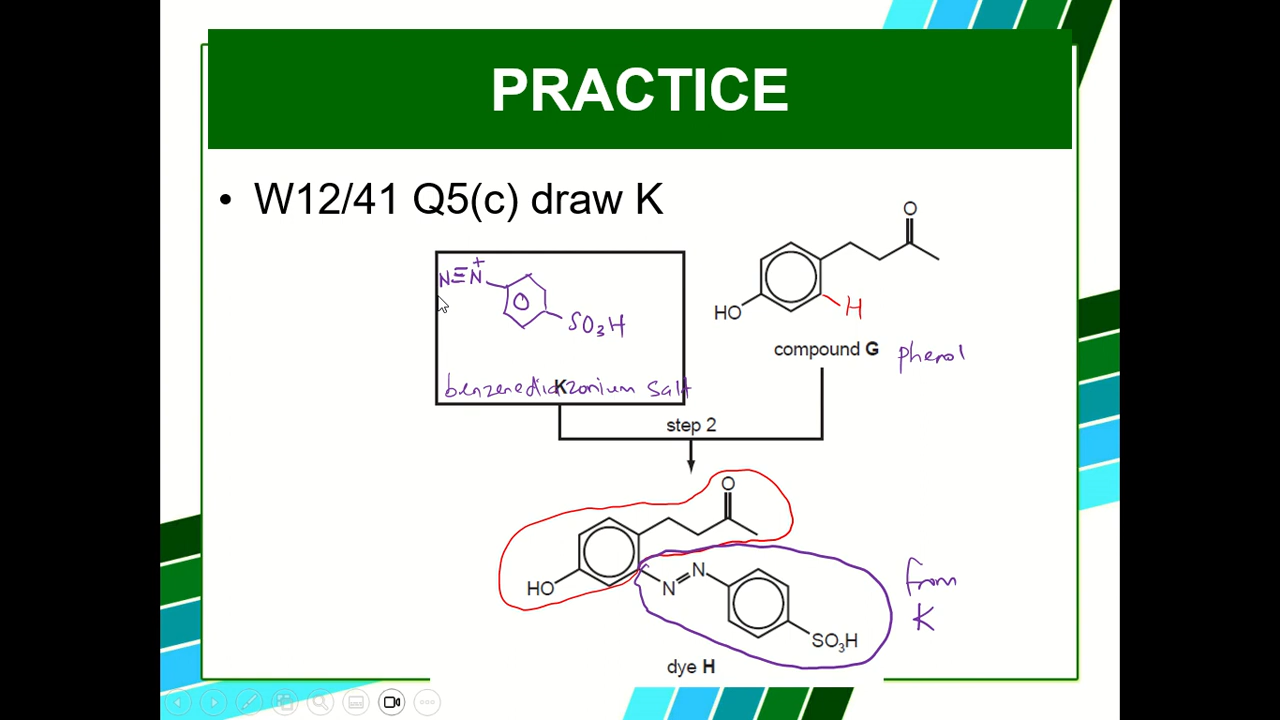 PRACTICE
• W12/41 Q5(c) draw K
O
N≡N+
SO3H
HO
H
compound G phenol
benzenediazonium salt
K
step 2
O
HO
N=N
SO3H
From
K
dye H